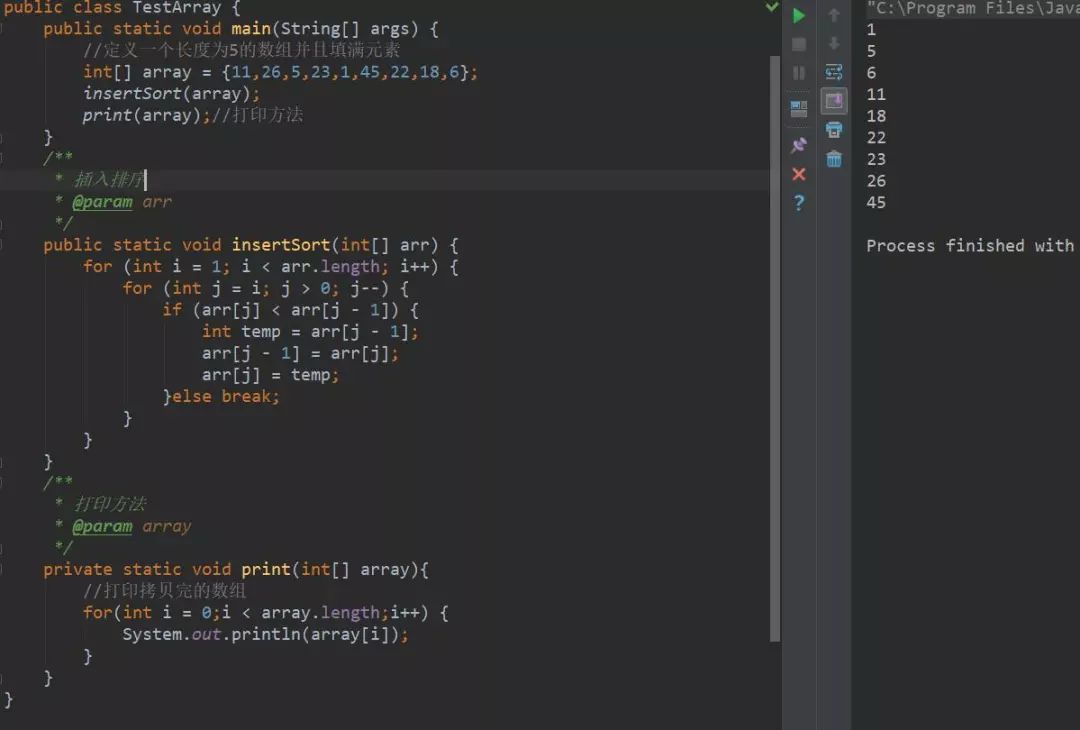 public class TestArray {
public static void main(String[] args) {
//定义一个长度为5的数组并且填满元素
int[] array = {11,26,5,23,1,45,22,18,6};
insertSort(array);
print(array);//打印方法
}
/**
* 插入排序
* @param arr
*/
public static void insertSort(int[] arr) {
for (int i = 1; i < arr.length; i++) {
for (int j = i; j > 0; j--) {
if (arr[j] < arr[j - 1]) {
int temp = arr[j - 1];
arr[j - 1] = arr[j];
arr[j] = temp;
}else break;
}
}
}
/**
* 打印方法
* @param array
*/
private static void print(int[] array){
//打印拷贝完的数组
for(int i = 0;i < array.length;i++) {
System.out.println(array[i]);
}
}
}
"C:\Program Files\Java
1
5
6
11
18
22
23
26
45
Process finished with